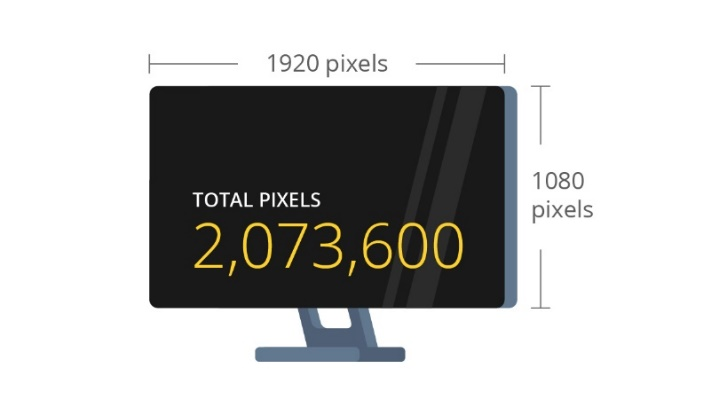 1920 pixels
1080
pixels
TOTAL PIXELS
2,073,600